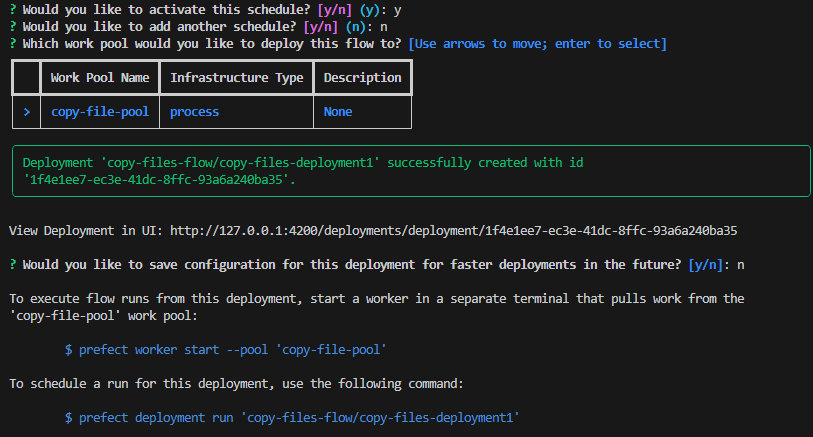 ? Would you like to activate this schedule? [y/n] (y): y
? Would you like to add another schedule? [y/n] (n): n
? Which work pool would you like to deploy this flow to? [Use arrows to move; enter to select]
Work Pool Name Infrastructure Type Description
> copy-file-pool process None
Deployment 'copy-files-flow/copy-files-deployment1' successfully created with id
'1f4e1ee7-ec3e-41dc-8ffc-93a6a240ba35'.
View Deployment in UI: http://127.0.0.1:4200/deployments/deployment/1f4e1ee7-ec3e-41dc-8ffc-93a6a240ba35
? Would you like to save configuration for this deployment for faster deployments in the future? [y/n]: n
To execute flow runs from this deployment, start a worker in a separate terminal that pulls work from the
'copy-file-pool' work pool:
$ prefect worker start --pool 'copy-file-pool'
To schedule a run for this deployment, use the following command:
$ prefect deployment run 'copy-files-flow/copy-files-deployment1'